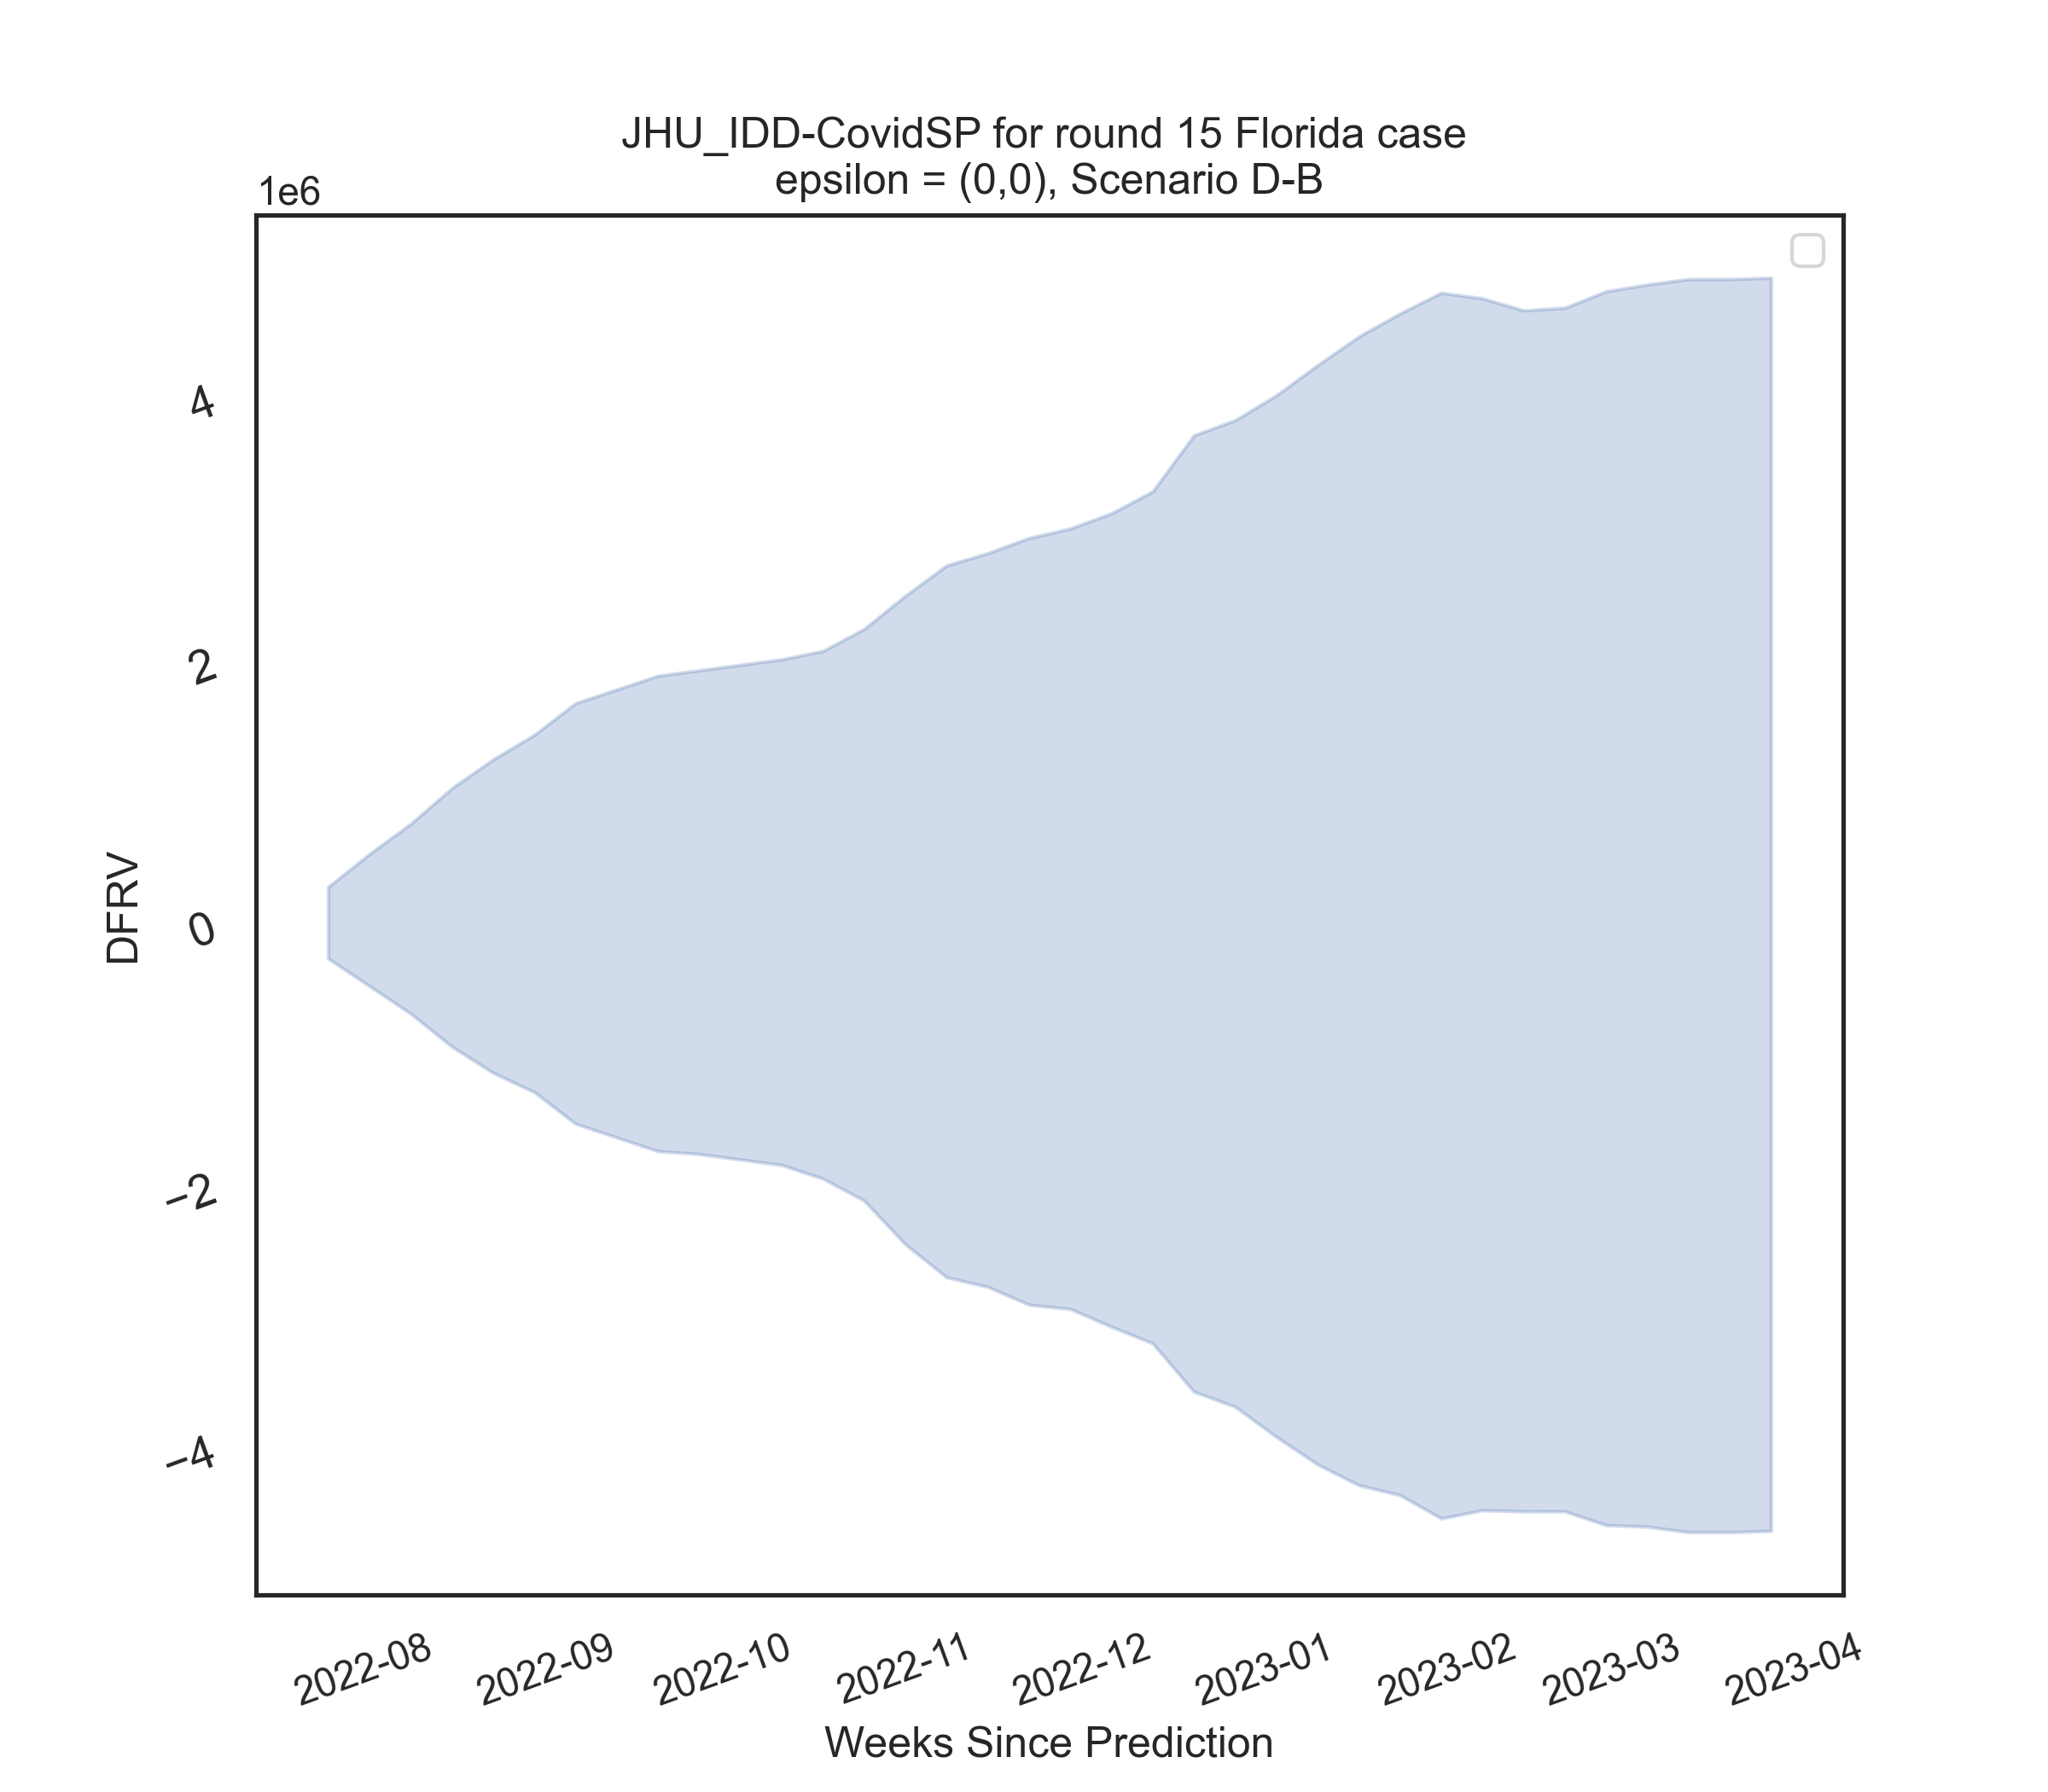 JHU_IDD-CovidSP for round 15 Florida case
epsilon = (0,0), Scenario D-B
1e6
4
2
0
−2
−4
DFRV
2022-08 2022-09 2022-10 2022-11 2022-12 2023-01 2023-02 2023-03 2023-04
Weeks Since Prediction